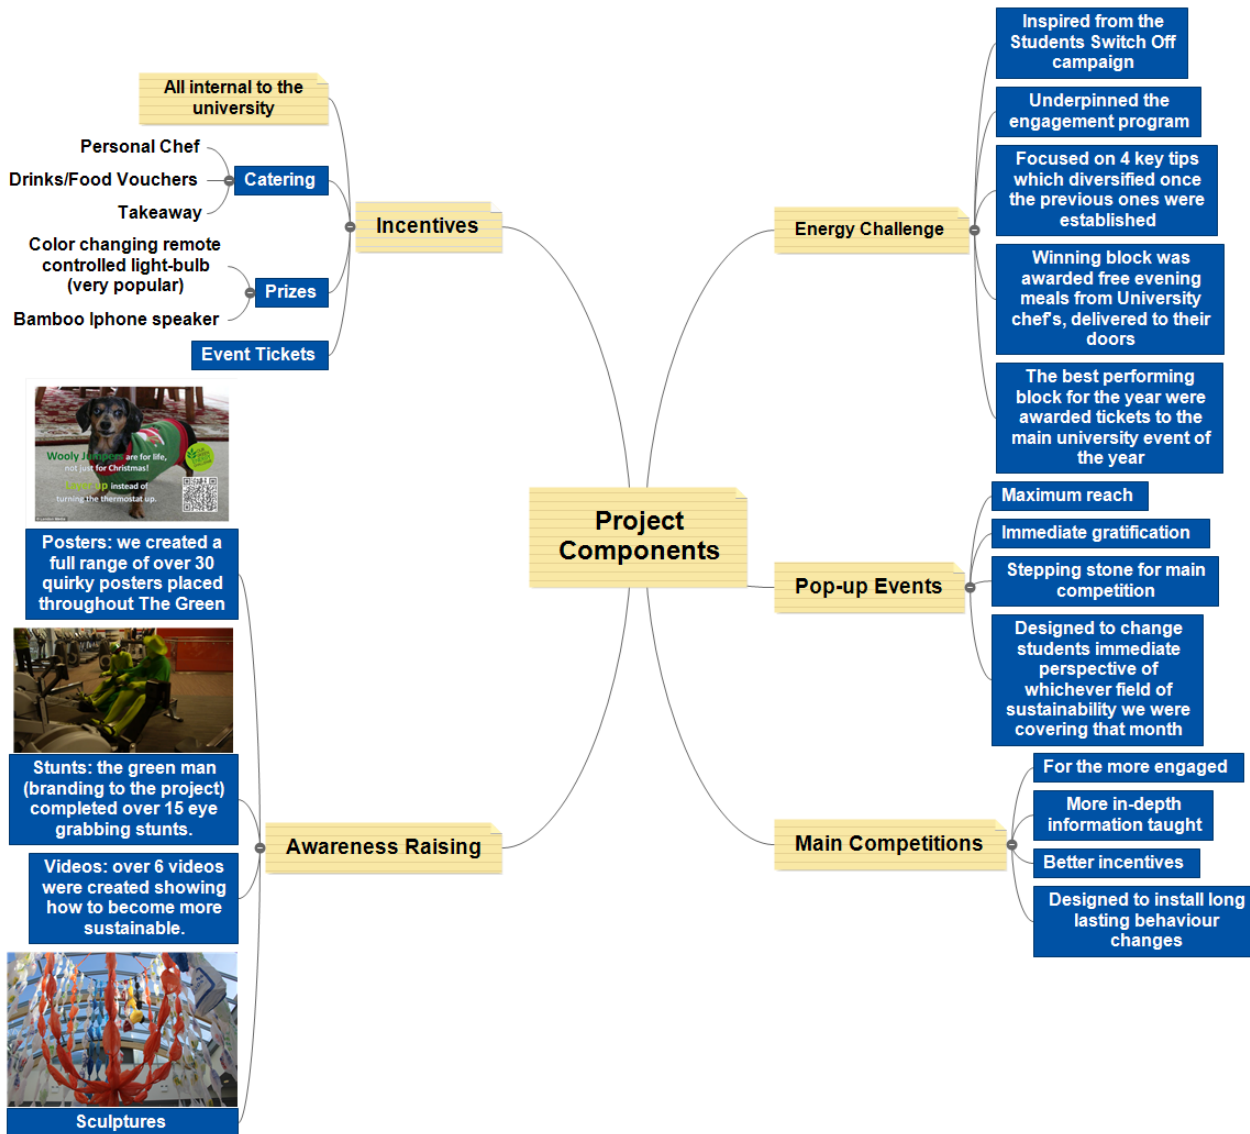 Project
Components
Incentives
All internal to the
university
Catering
Personal Chef
Drinks/Food Vouchers
Takeaway
Prizes
Color changing remote
controlled light-bulb
(very popular)
Bamboo Iphone speaker
Event Tickets
Energy Challenge
Inspired from the
Students Switch Off
campaign
Underpinned the
engagement program
Focused on 4 key tips
which diversified once
the previous ones were
established
Winning block was
awarded free evening
meals from University
chef's, delivered to their
doors
The best performing
block for the year were
awarded tickets to the
main university event of
the year
Pop-up Events
Maximum reach
Immediate gratification
Stepping stone for main
competition
Designed to change
students immediate
perspective of
whichever field of
sustainability we were
covering that month
Main Competitions
For the more engaged
More in-depth
information taught
Better incentives
Designed to install long
lasting behaviour
changes
Awareness Raising
Wooly Jumpers are for life,
not just for Christmas!
Layer up instead of
turning the thermostat up.
Posters: we created a
full range of over 30
quirky posters placed
throughout The Green
Stunts: the green man
(branding to the project)
completed over 15 eye
grabbing stunts.
Videos: over 6 videos
were created showing
how to become more
sustainable.
Sculptures